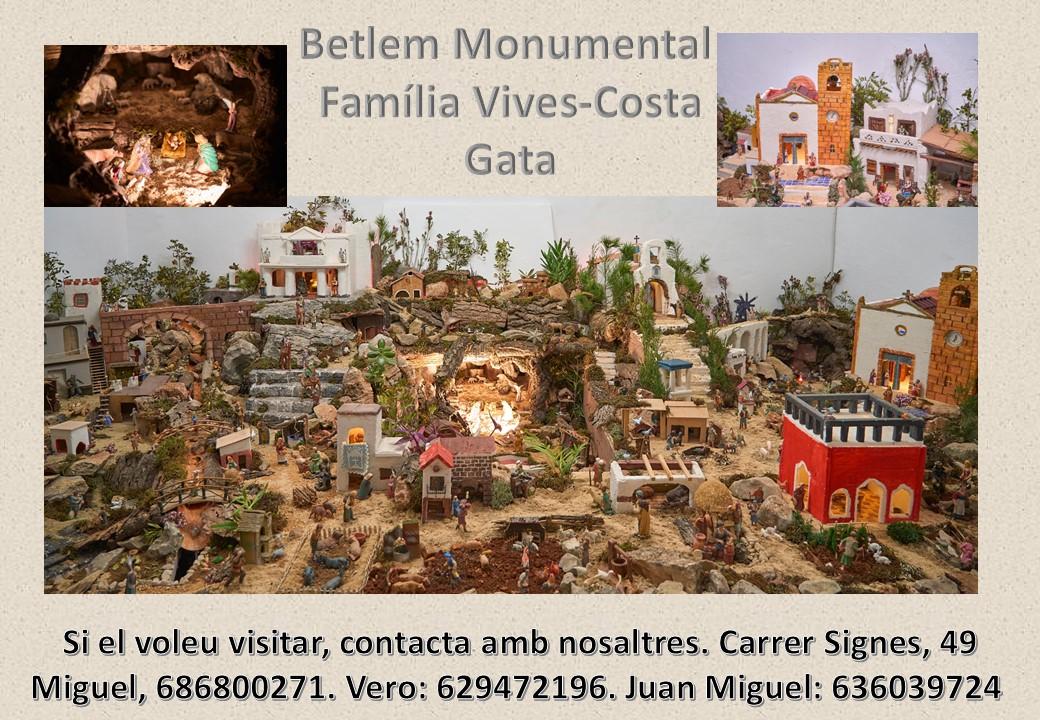 Betlem Monumental
Família Vives-Costa
Gata
Si el voleu visitar, contacta amb nosaltres. Carrer Signes, 49
Miguel, 686800271. Vero: 629472196. Juan Miguel: 636039724